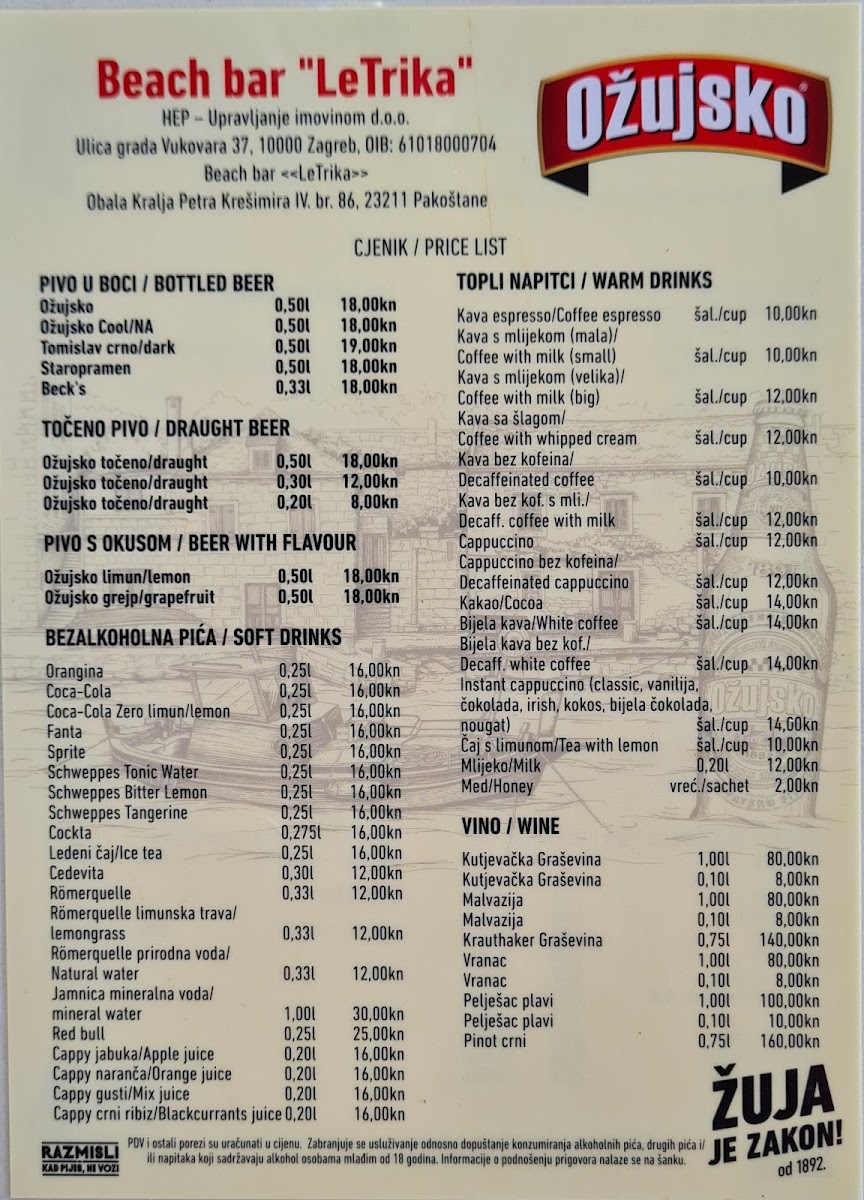 Beach bar "LeTrika"
HEP – Upravljanje imovinom d.o.o.
Ulica grada Vukovara 37, 10000 Zagreb, OIB: 61018000704
Beach bar <<LeTrika>>
Obala Kralja Petra Krešimira IV. br. 86, 23211 Pakoštane
Ožujsko®
CJENIK / PRICE LIST
PIVO U BOCI / BOTTLED BEER
Ožujsko 0,50l 18,00kn
Ožujsko Cool/NA 0,50l 18,00kn
Tomislav crno/dark 0,50l 19,00kn
Staropramen 0,50l 18,00kn
Beck's 0,33l 18,00kn
TOČENO PIVO / DRAUGHT BEER
Ožujsko točeno/draught 0,50l 18,00kn
Ožujsko točeno/draught 0,30l 12,00kn
Ožujsko točeno/draught 0,20l 8,00kn
PIVO S OKUSOM / BEER WITH FLAVOUR
Ožujsko limun/lemon 0,50l 18,00kn
Ožujsko grejp/grapefruit 0,50l 18,00kn
BEZALKOHOLNA PIĆA / SOFT DRINKS
Orangina 0,25l 16,00kn
Coca-Cola 0,25l 16,00kn
Coca-Cola Zero limun/lemon 0,25l 16,00kn
Fanta 0,25l 16,00kn
Sprite 0,25l 16,00kn
Schweppes Tonic Water 0,25l 16,00kn
Schweppes Bitter Lemon 0,25l 16,00kn
Schweppes Tangerine 0,25l 16,00kn
Cockta 0,275l 16,00kn
Ledeni čaj/Ice tea 0,25l 16,00kn
Cedevita 0,30l 12,00kn
Römerquelle 0,33l 12,00kn
Römerquelle limunska trava/
lemongrass 0,33l 12,00kn
Römerquelle prirodna voda/
Natural water 0,33l 12,00kn
Jamnica mineralna voda/
mineral water 1,00l 30,00kn
Red bull 0,25l 25,00kn
Cappy jabuka/Apple juice 0,20l 16,00kn
Cappy naranča/Orange juice 0,20l 16,00kn
Cappy gusti/Mix juice 0,20l 16,00kn
Cappy crni ribiz/Blackcurrants juice 0,20l 16,00kn
TOPLI NAPITCI / WARM DRINKS
Kava espresso/Coffee espresso šal./cup 10,00kn
Kava s mlijekom (mala)/
Coffee with milk (small) šal./cup 10,00kn
Kava s mlijekom (velika)/
Coffee with milk (big) šal./cup 12,00kn
Kava sa šlagom/
Coffee with whipped cream šal./cup 12,00kn
Kava bez kofeina/
Decaffeinated coffee šal./cup 10,00kn
Kava bez kof. s mli./
Decaff. coffee with milk šal./cup 12,00kn
Cappuccino šal./cup 12,00kn
Cappuccino bez kofeina/
Decaffeinated cappuccino šal./cup 12,00kn
Kakao/Cocoa šal./cup 14,00kn
Bijela kava/White coffee šal./cup 14,00kn
Bijela kava bez kof./
Decaff. white coffee šal./cup 14,00kn
Instant cappuccino (classic, vanilija,
čokolada, irish, kokos, bijela čokolada,
nougat) šal./cup 14,00kn
Čaj s limunom/Tea with lemon šal./cup 10,00kn
Mlijeko/Milk 0,20l 12,00kn
Med/Honey vreć./sachet 2,00kn
VINO / WINE
Kutjevačka Graševina 1,00l 80,00kn
Kutjevačka Graševina 0,10l 8,00kn
Malvazija 1,00l 80,00kn
Malvazija 0,10l 8,00kn
Krauthaker Graševina 0,75l 140,00kn
Vranac 1,00l 80,00kn
Vranac 0,10l 8,00kn
Pelješac plavi 1,00l 100,00kn
Pelješac plavi 0,10l 10,00kn
Pinot crni 0,75l 160,00kn
Ožujsko
ŽUJA
JE ZAKON!
od 1892.
RAZMISLI
KAD PIJEŠ, NE VOZI
PDV i ostali porezi su uračunati u cijenu. Zabranjuje se usluživanje odnosno dopuštanje konzumiranja alkoholnih pića, drugih pića i/
ili napitaka koji sadržavaju alkohol osobama mlađim od 18 godina. Informacije o podnošenju prigovora nalaze se na šanku.